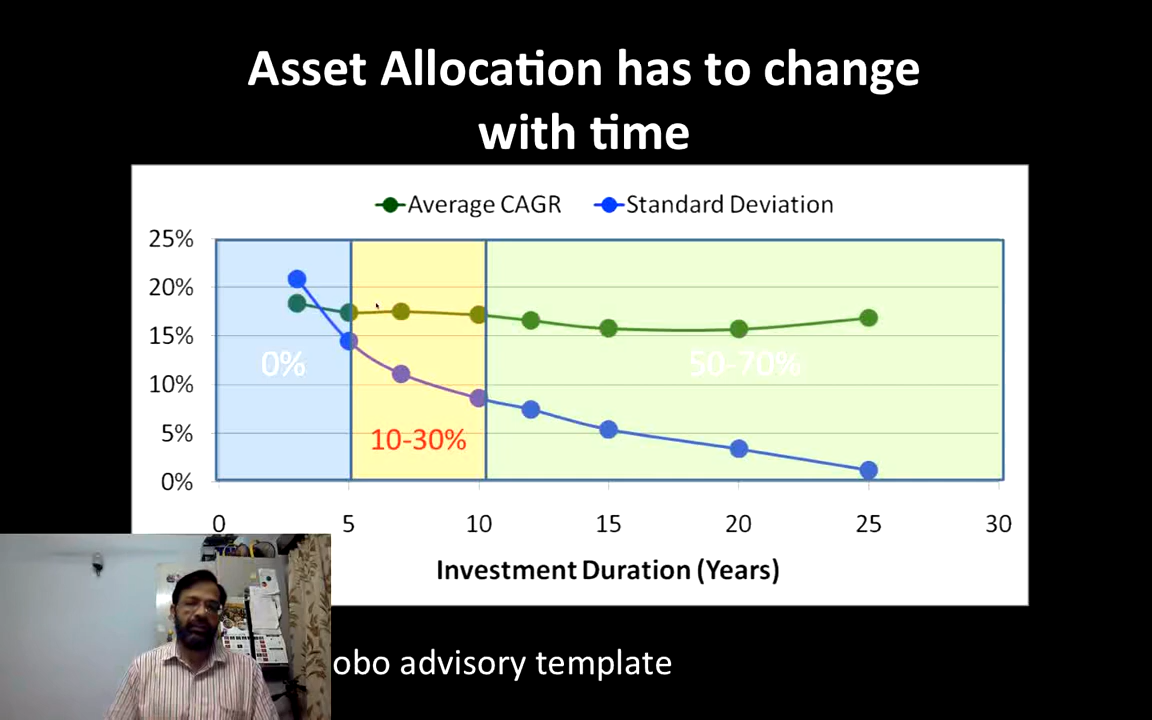 Asset Allocation has to change
with time
Average CAGR Standard Deviation
25%
20%
15%
10%
5%
0%
0% 10-30% 50-70%
0 5 10 15 20 25 30
Investment Duration (Years)
obo advisory template